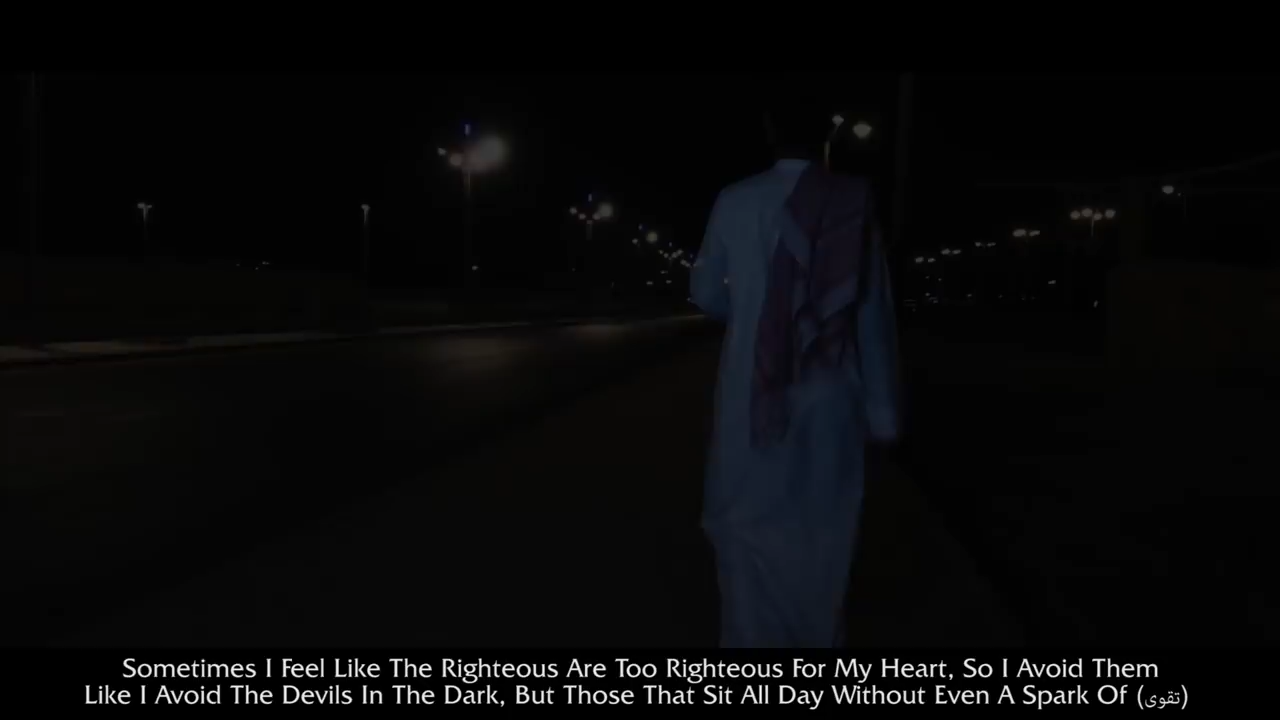 Sometimes I Feel Like The Righteous Are Too Righteous For My Heart, So I Avoid Them
Like I Avoid The Devils In The Dark, But Those That Sit All Day Without Even A Spark Of (تقوى)